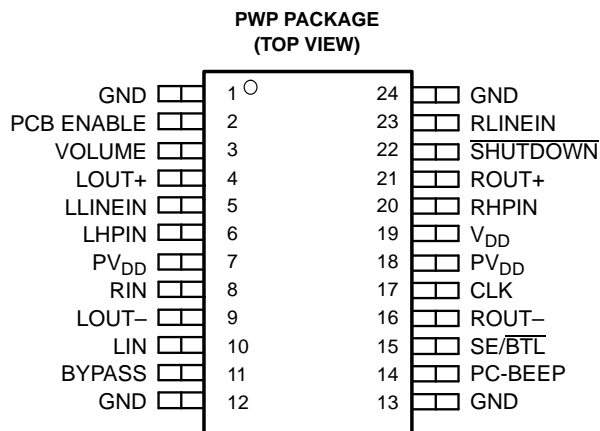 PWP PACKAGE
(TOP VIEW)
GND 1 24 GND
PCB ENABLE 2 23 RLINEIN
VOLUME 3 22 SHUTDOWN
LOUT+ 4 21 ROUT+
LLINEIN 5 20 RHPIN
LHPIN 6 19 VDD
PVDD 7 18 PVDD
RIN 8 17 CLK
LOUT– 9 16 ROUT–
LIN 10 15 SE/BTL
BYPASS 11 14 PC-BEEP
GND 12 13 GND